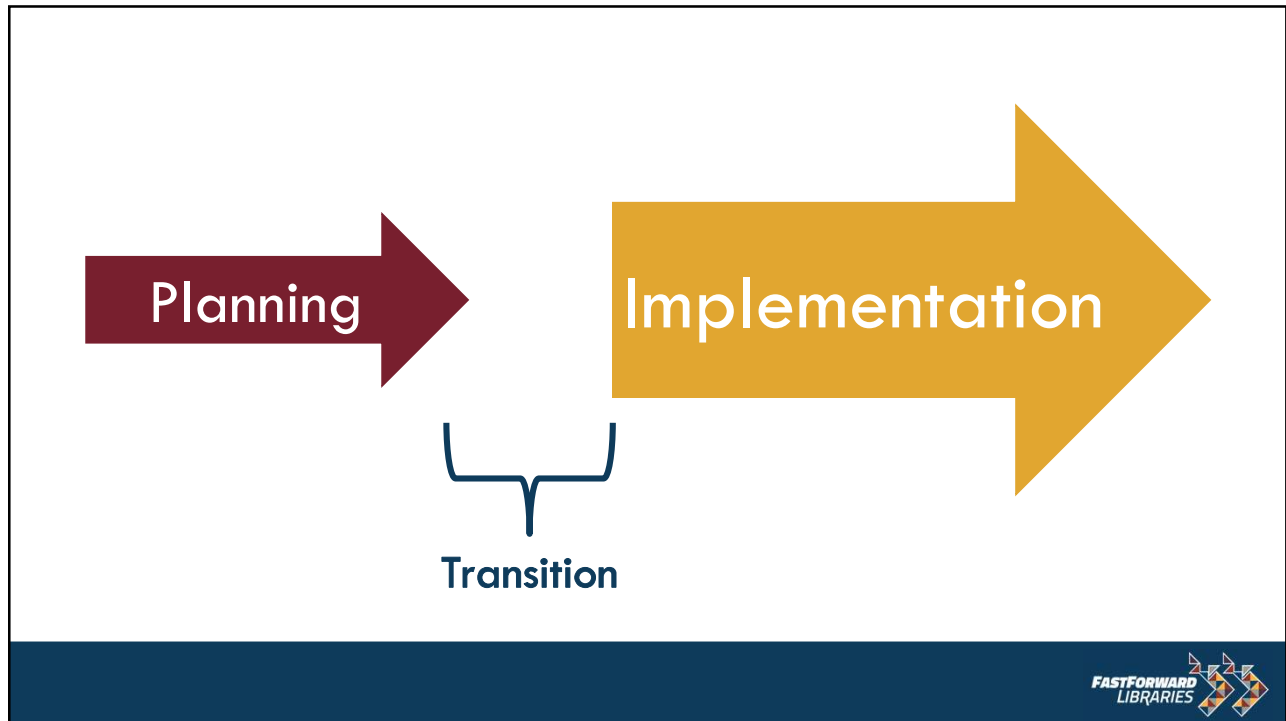 Planning
Implementation
Transition
FASTFORWARD
LIBRARIES